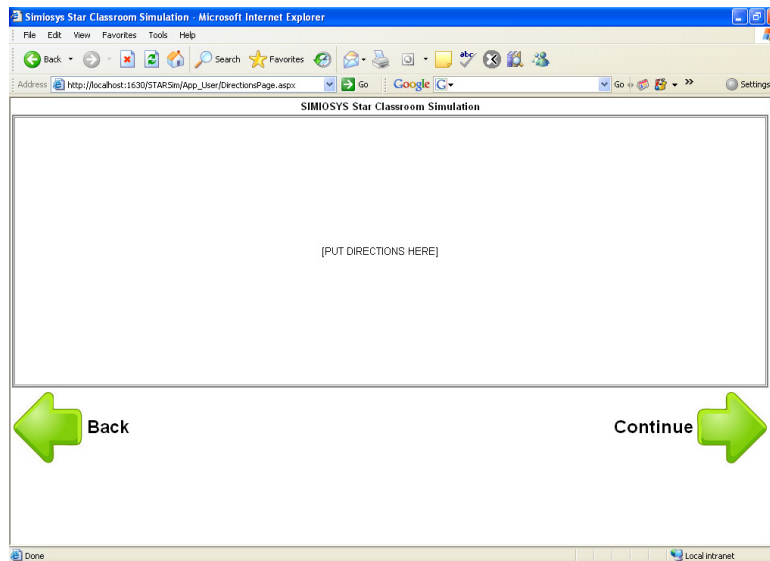 Simiosys Star Classroom Simulation - Microsoft Internet Explorer
File Edit View Favorites Tools Help
Back Search Favorites
Address http://localhost:1630/STARSim/App_User/DirectionsPage.aspx Go Google G Go Settings
SIMIOSYS Star Classroom Simulation
[PUT DIRECTIONS HERE]
Back Continue
Done Local intranet